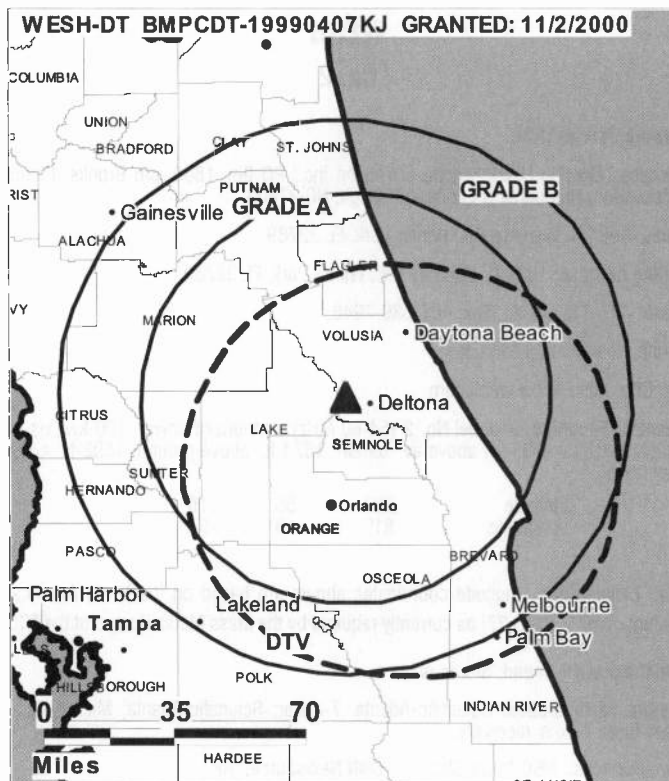 WESH-DT BMPCDT-19990407KJ GRANTED: 11/2/2000
COLUMBIA
UNION
BRADFORD
CLAY
ST. JOHNS
RIST
PUTNAM
GRADE B
GRADE A
Gainesville
ALACHUA
FLAGLER
VY
MARION
VOLUSIA
Daytona Beach
Deltona
CITRUS
LAKE
SEMINOLE
SUMTER
HERNANDO
Orlando
ORANGE
PASCO
BREVARD
OSCEOLA
Palm Harbor
Lakeland
Melbourne
Tampa
DTV
Palm Bay
HILLSBOROUGH
POLK
0 35 70
INDIAN RIVER
Miles
HARDEE